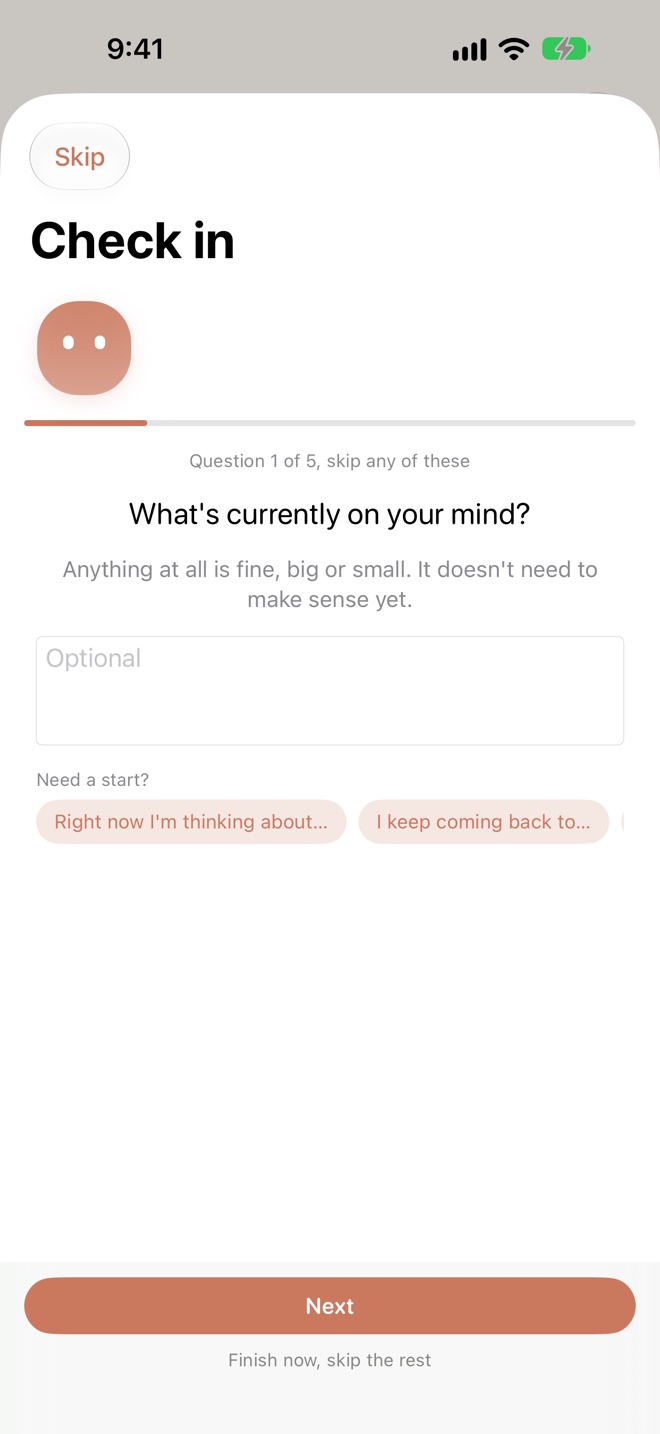 9:41
Skip
Check in
Question 1 of 5, skip any of these
What's currently on your mind?
Anything at all is fine, big or small. It doesn't need to
make sense yet.
Optional
Need a start?
Right now I'm thinking about...
I keep coming back to...
Next
Finish now, skip the rest